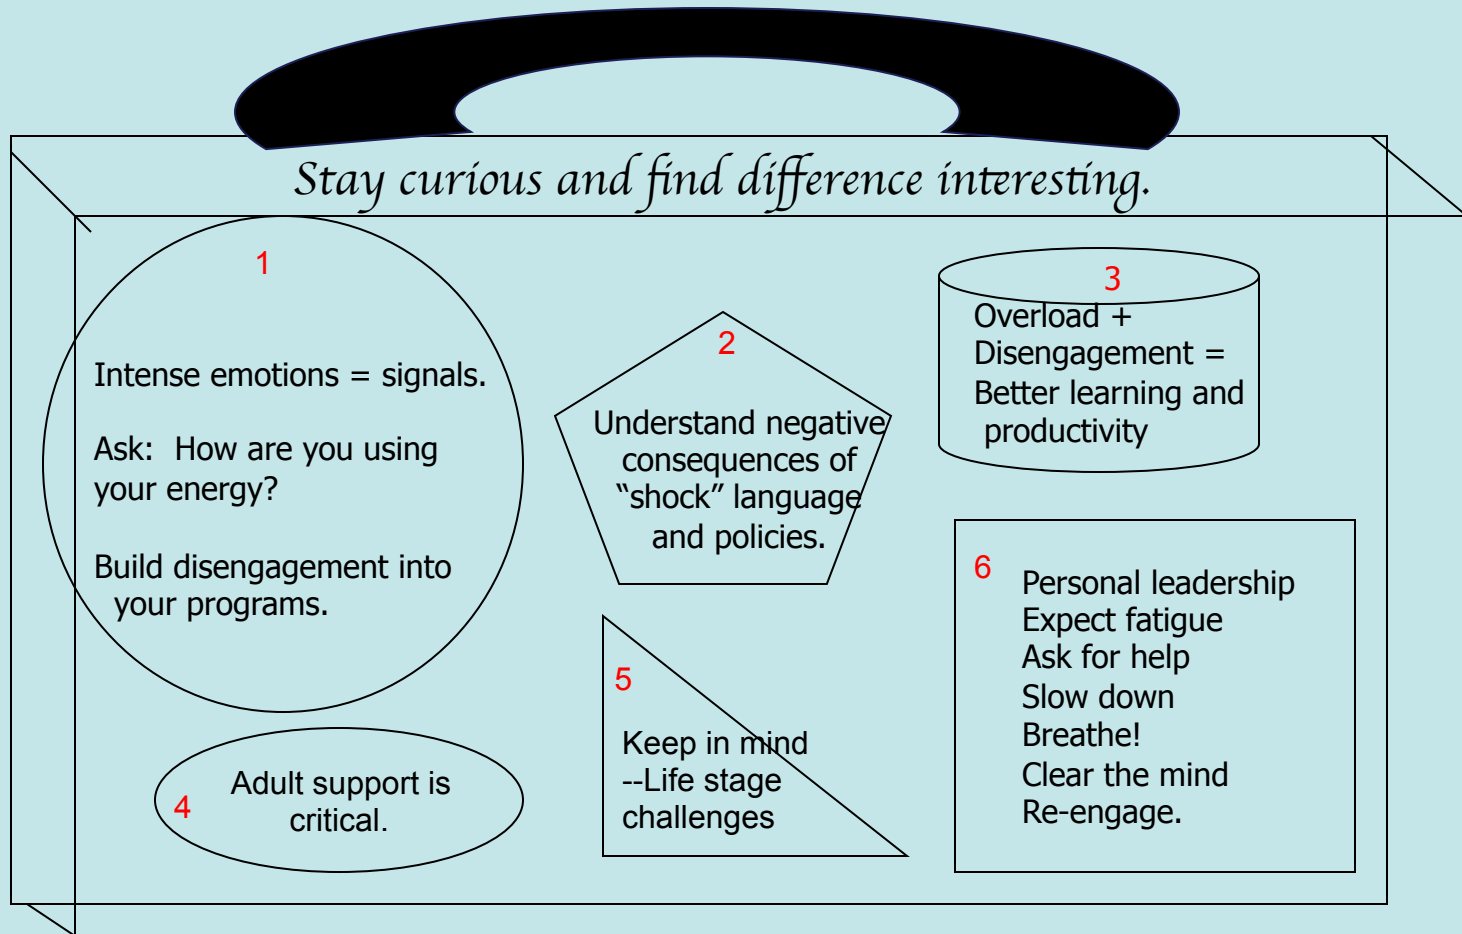 Stay curious and find difference interesting.
1
Intense emotions = signals.
Ask:  How are you using
your energy?
Build disengagement into
your programs.
2
Understand negative
consequences of
“shock” language
and policies.
3
Overload +
Disengagement =
Better learning and
productivity
4
Adult support is
critical.
5
Keep in mind
--Life stage
challenges
6
Personal leadership
Expect fatigue
Ask for help
Slow down
Breathe!
Clear the mind
Re-engage.